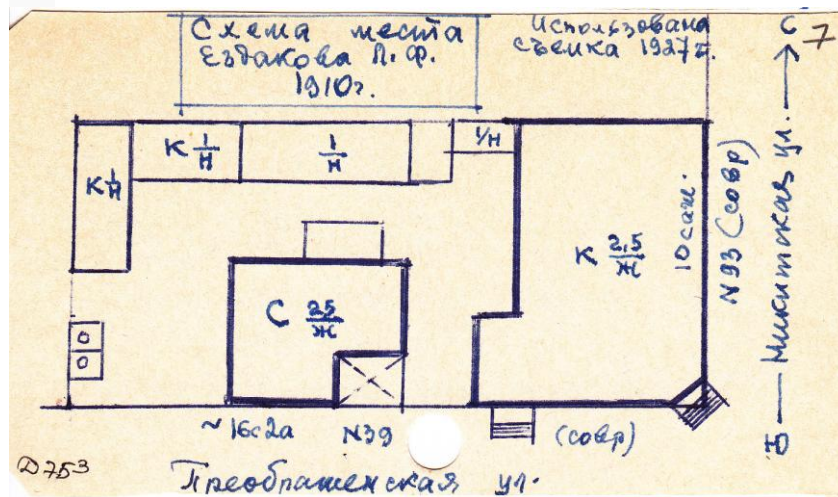 Схема места
Ездакова П. Ф.
1910г.
Использована
съемка 1927г.
С
7
К 1/Н
К 1/Н
1/Н
1/Н
К 2,5/Ж
10 саж.
N93 (совр)
Никитская ул.
Ю
С 2,5/Ж
~16с2а
N39
(совр)
Д753
Преображенская ул.